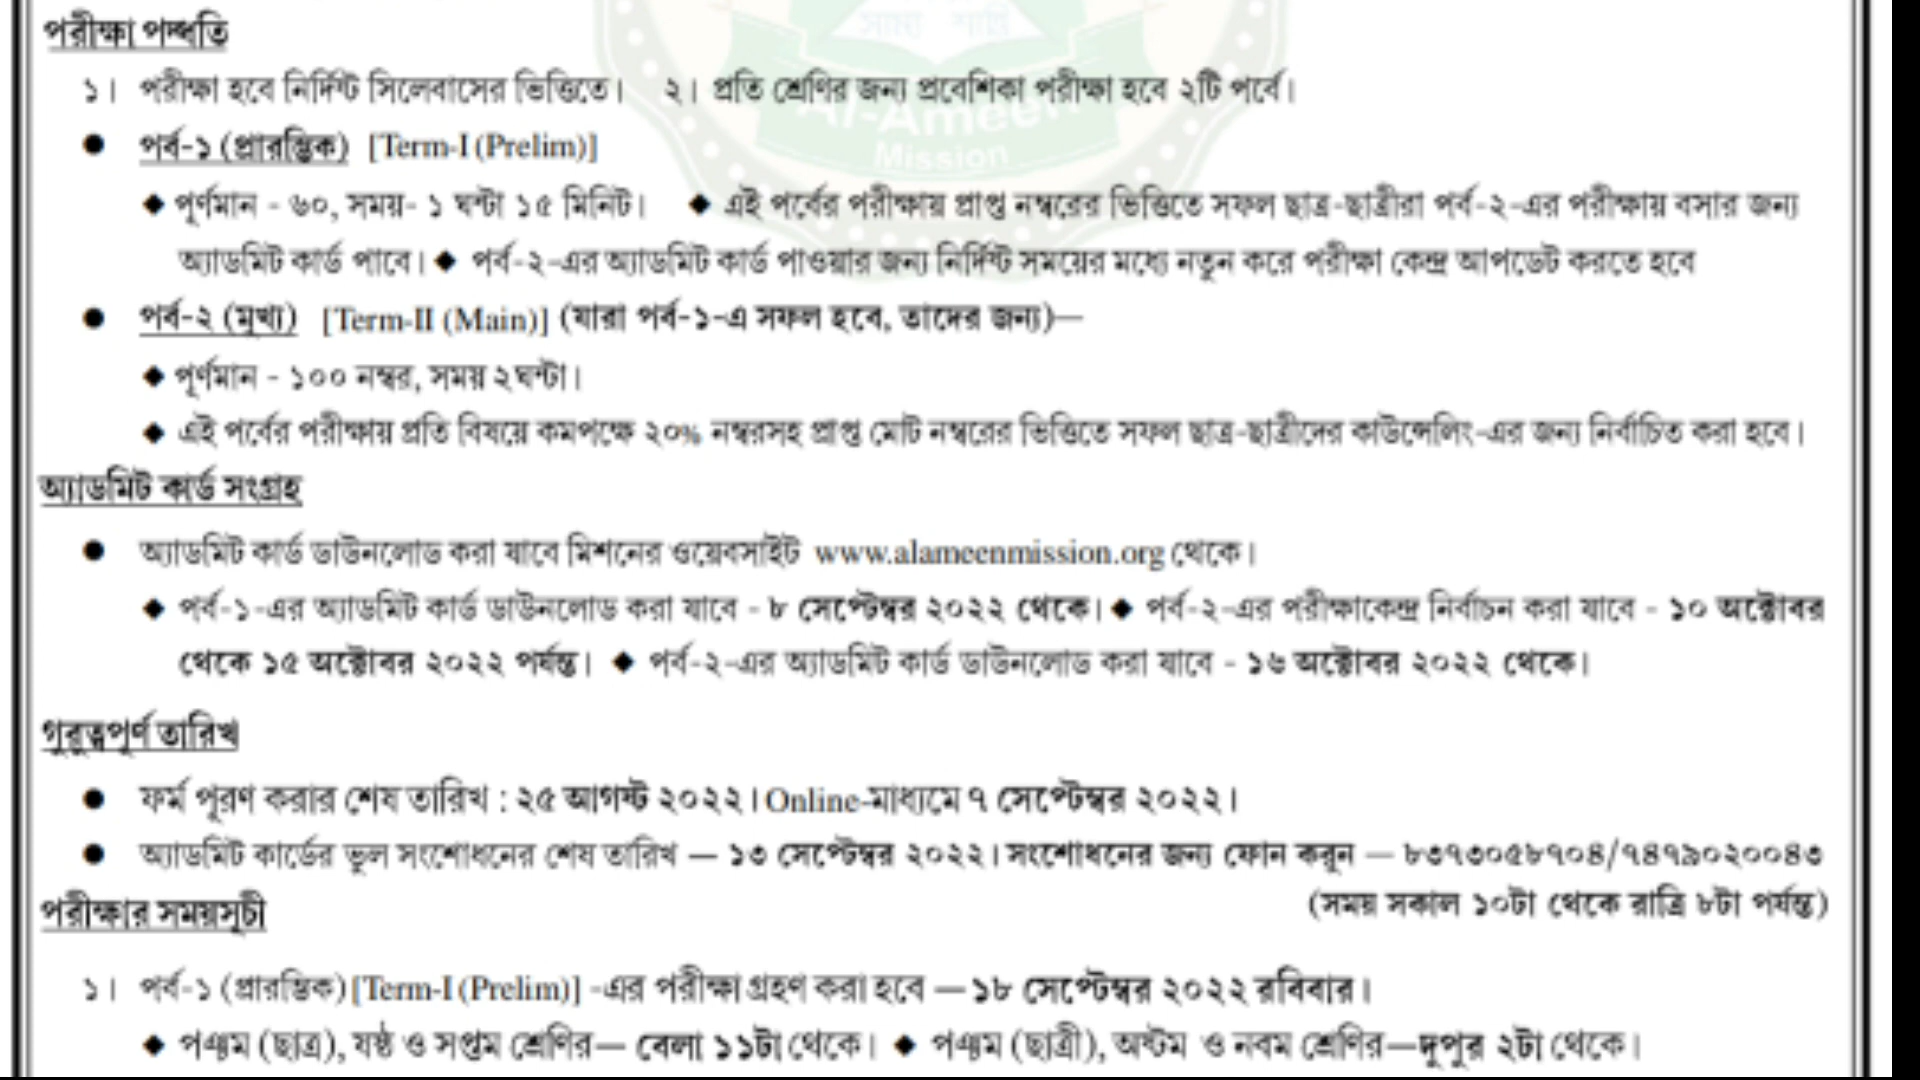 সাম্য শান্তি
পরীক্ষা পদ্ধতি
১। পরীক্ষা হবে নির্দিষ্ট সিলেবাসের ভিত্তিতে। ২। প্রতি শ্রেণির জন্য প্রবেশিকা পরীক্ষা হবে ২টি পর্বে।
Al-Ameen
Mission
● পর্ব-১ (প্রারম্ভিক) [Term-I (Prelim)]
◆ পূর্ণমান - ৬০, সময়- ১ ঘন্টা ১৫ মিনিট। ◆ এই পর্বের পরীক্ষায় প্রাপ্ত নম্বরের ভিত্তিতে সফল ছাত্র-ছাত্রীরা পর্ব-২-এর পরীক্ষায় বসার জন্য
অ্যাডমিট কার্ড পাবে। ◆ পর্ব-২-এর অ্যাডমিট কার্ড পাওয়ার জন্য নির্দিষ্ট সময়ের মধ্যে নতুন করে পরীক্ষা কেন্দ্র আপডেট করতে হবে
● পর্ব-২ (মুখ্য) [Term-II (Main)] (যারা পর্ব-১-এ সফল হবে, তাদের জন্য)—
◆ পূর্ণমান - ১০০ নম্বর, সময় ২ঘন্টা।
◆ এই পর্বের পরীক্ষায় প্রতি বিষয়ে কমপক্ষে ২০% নম্বরসহ প্রাপ্ত মোট নম্বরের ভিত্তিতে সফল ছাত্র-ছাত্রীদের কাউন্সেলিং-এর জন্য নির্বাচিত করা হবে।
অ্যাডমিট কার্ড সংগ্রহ
● অ্যাডমিট কার্ড ডাউনলোড করা যাবে মিশনের ওয়েবসাইট www.alameenmission.org থেকে।
◆ পর্ব-১-এর অ্যাডমিট কার্ড ডাউনলোড করা যাবে - ৮ সেপ্টেম্বর ২০২২ থেকে। ◆ পর্ব-২-এর পরীক্ষাকেন্দ্র নির্বাচন করা যাবে - ১০ অক্টোবর
থেকে ১৫ অক্টোবর ২০২২ পর্যন্ত। ◆ পর্ব-২-এর অ্যাডমিট কার্ড ডাউনলোড করা যাবে - ১৬ অক্টোবর ২০২২ থেকে।
গুরুত্বপূর্ণ তারিখ
● ফর্ম পূরণ করার শেষ তারিখ : ২৫ আগস্ট ২০২২। Online-মাধ্যমে ৭ সেপ্টেম্বর ২০২২।
● অ্যাডমিট কার্ডের ভুল সংশোধনের শেষ তারিখ — ১৩ সেপ্টেম্বর ২০২২। সংশোধনের জন্য ফোন করুন — ৮৩৭৩০৫৮৭০৪/৭৪৭৯০২০০৪৩
(সময় সকাল ১০টা থেকে রাত্রি ৮টা পর্যন্ত)
পরীক্ষার সময়সূচী
১। পর্ব-১ (প্রারম্ভিক) [Term-I (Prelim)] -এর পরীক্ষা গ্রহণ করা হবে — ১৮ সেপ্টেম্বর ২০২২ রবিবার।
◆ পঞ্চম (ছাত্র), ষষ্ঠ ও সপ্তম শ্রেণির— বেলা ১১টা থেকে। ◆ পঞ্চম (ছাত্রী), অষ্টম ও নবম শ্রেণির—দুপুর ২টা থেকে।